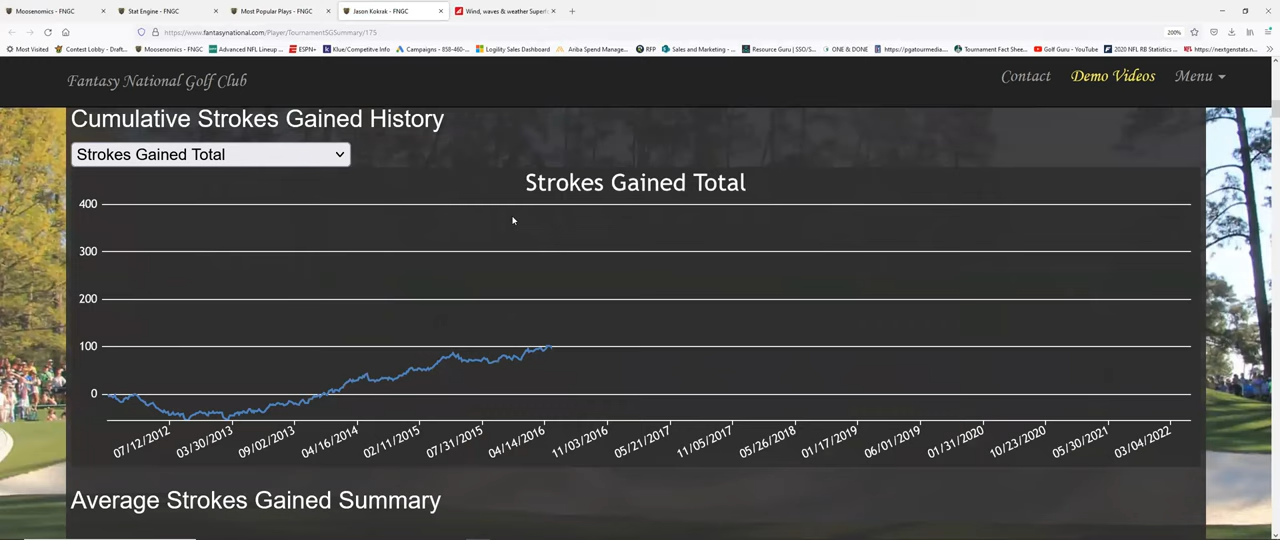 Moosenomics - FNGC
Stat Engine - FNGC
Most Popular Plays - FNGC
Jason Kokrak - FNGC
Wind, waves & weather Superf
https://www.fantasynational.com/Player/TournamentSGSummary/175
200%
Most Visited
Contest Lobby - Draft...
Moosenomics - FNGC
Advanced NFL Lineup ...
ESPN+
Klue/Competitive Info
Campaigns - 858-460-...
Logility Sales Dashboard
Ariba Spend Manage...
RFP
Sales and Marketing - ...
Resource Guru | SSO/S...
ONE & DONE
https://pgatourmedia....
Tournament Fact Shee...
Golf Guru - YouTube
2020 NFL RB Statistics ...
https://nextgenstats.n...
Fantasy National Golf Club
Contact
Demo Videos
Menu
Cumulative Strokes Gained History
Strokes Gained Total
Strokes Gained Total
400
300
200
100
0
07/12/2012
03/30/2013
09/02/2013
04/16/2014
02/11/2015
07/31/2015
04/14/2016
11/03/2016
05/21/2017
11/05/2017
05/26/2018
01/17/2019
06/01/2019
01/31/2020
10/23/2020
05/30/2021
03/04/2022
Average Strokes Gained Summary